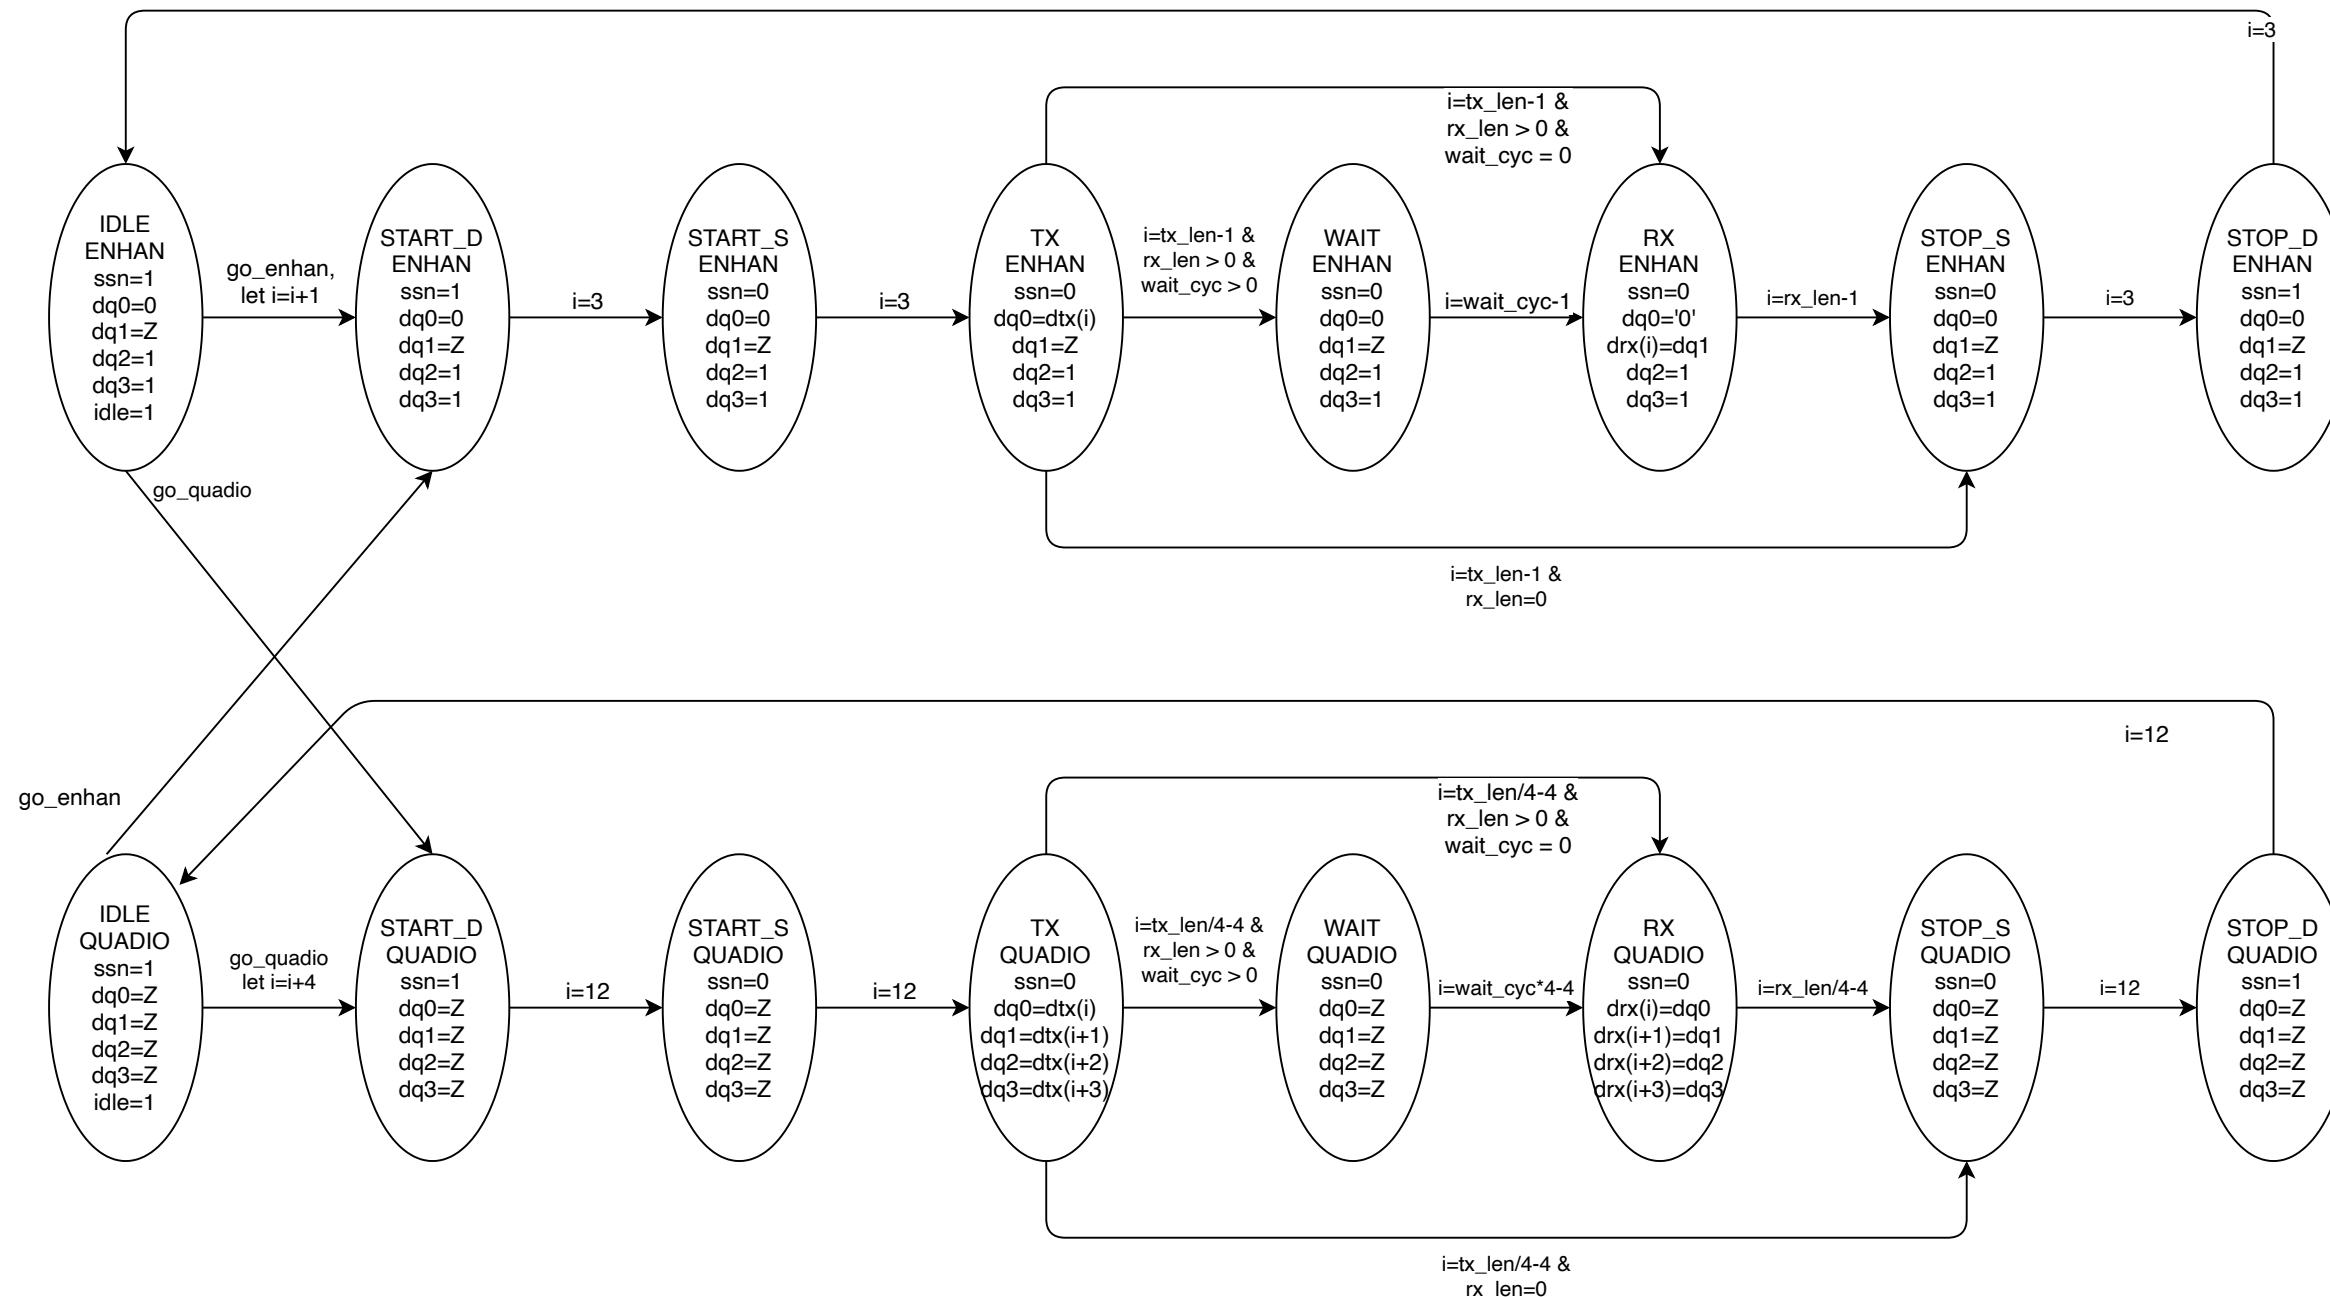 i=3
i=tx_len-1 &
rx_len > 0 &
wait_cyc = 0
IDLE
ENHAN
ssn=1
dq0=0
dq1=Z
dq2=1
dq3=1
idle=1
go_enhan,
let i=i+1
START_D
ENHAN
ssn=1
dq0=0
dq1=Z
dq2=1
dq3=1
i=3
START_S
ENHAN
ssn=0
dq0=0
dq1=Z
dq2=1
dq3=1
i=3
TX
ENHAN
ssn=0
dq0=dtx(i)
dq1=Z
dq2=1
dq3=1
i=tx_len-1 &
rx_len > 0 &
wait_cyc > 0
WAIT
ENHAN
ssn=0
dq0=0
dq1=Z
dq2=1
dq3=1
i=wait_cyc-1
RX
ENHAN
ssn=0
dq0='0'
drx(i)=dq1
dq2=1
dq3=1
i=rx_len-1
STOP_S
ENHAN
ssn=0
dq0=0
dq1=Z
dq2=1
dq3=1
i=3
STOP_D
ENHAN
ssn=1
dq0=0
dq1=Z
dq2=1
dq3=1
go_quadio
i=tx_len-1 &
rx_len=0
i=12
go_enhan
i=tx_len/4-4 &
rx_len > 0 &
wait_cyc = 0
IDLE
QUADIO
ssn=1
dq0=Z
dq1=Z
dq2=Z
dq3=Z
idle=1
go_quadio
let i=i+4
START_D
QUADIO
ssn=1
dq0=Z
dq1=Z
dq2=Z
dq3=Z
i=12
START_S
QUADIO
ssn=0
dq0=Z
dq1=Z
dq2=Z
dq3=Z
i=12
TX
QUADIO
ssn=0
dq0=dtx(i)
dq1=dtx(i+1)
dq2=dtx(i+2)
dq3=dtx(i+3)
i=tx_len/4-4 &
rx_len > 0 &
wait_cyc > 0
WAIT
QUADIO
ssn=0
dq0=Z
dq1=Z
dq2=Z
dq3=Z
i=wait_cyc*4-4
RX
QUADIO
ssn=0
drx(i)=dq0
drx(i+1)=dq1
drx(i+2)=dq2
drx(i+3)=dq3
i=rx_len/4-4
STOP_S
QUADIO
ssn=0
dq0=Z
dq1=Z
dq2=Z
dq3=Z
i=12
STOP_D
QUADIO
ssn=1
dq0=Z
dq1=Z
dq2=Z
dq3=Z
i=tx_len/4-4 &
rx_len=0